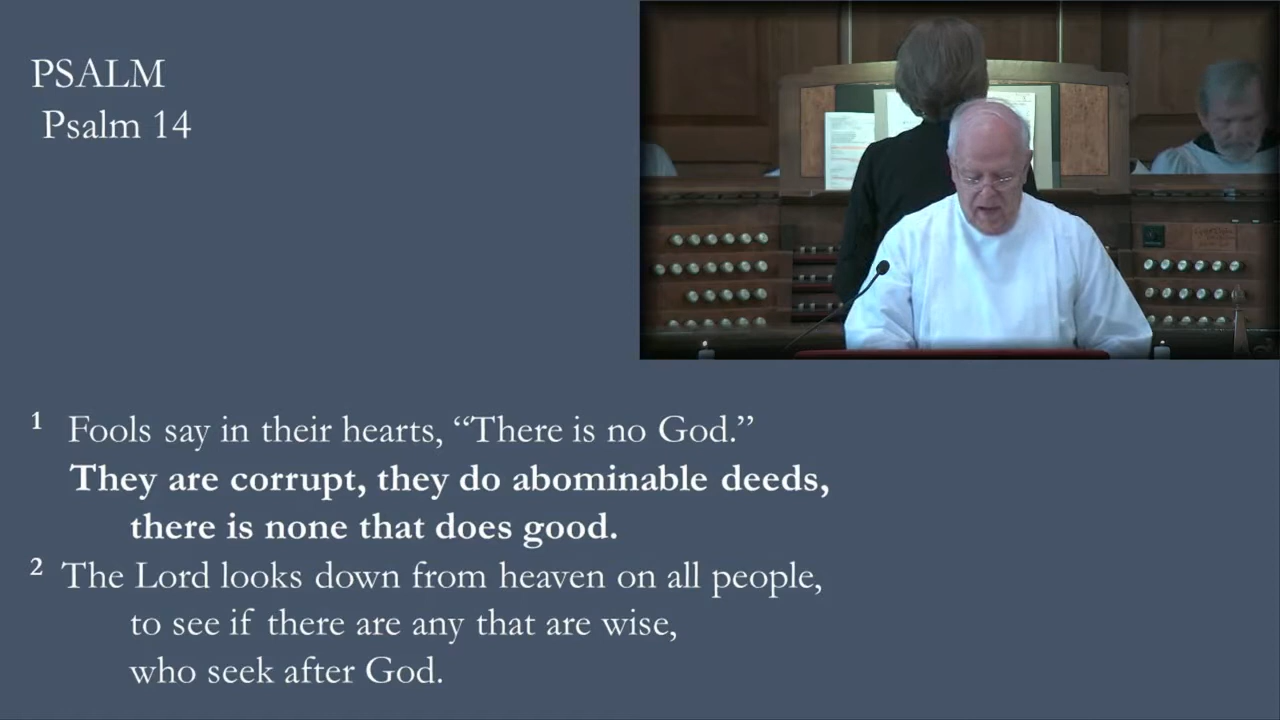 PSALM
Psalm 14
1 Fools say in their hearts, “There is no God.”
They are corrupt, they do abominable deeds,
there is none that does good.
2 The Lord looks down from heaven on all people,
to see if there are any that are wise,
who seek after God.